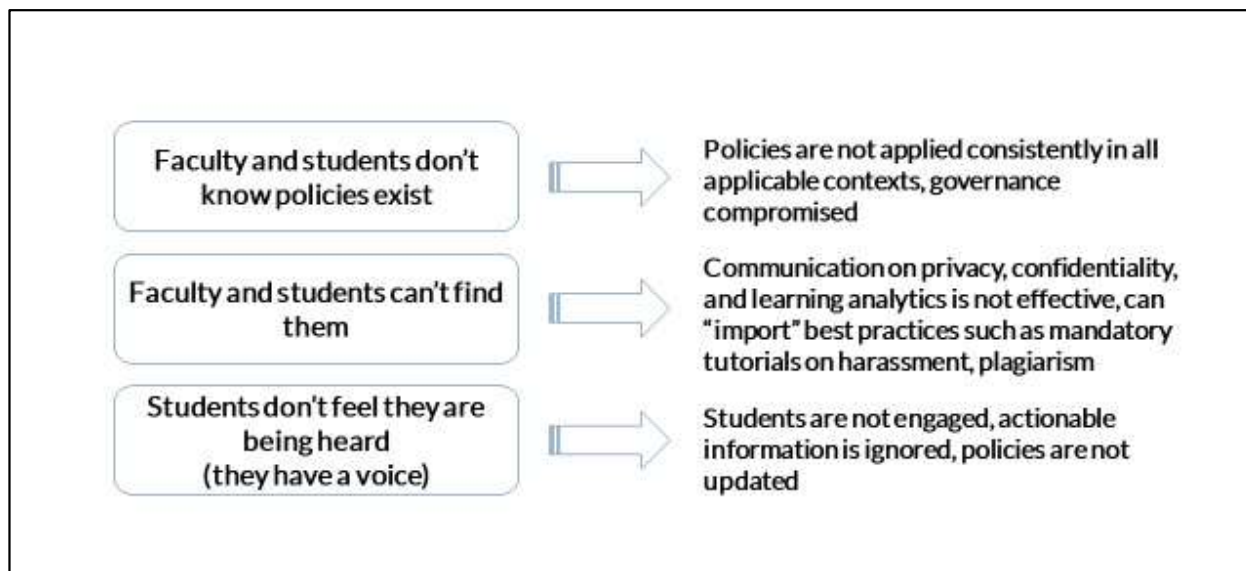 Faculty and students don't
know policies exist
Policies are not applied consistently in all
applicable contexts, governance
compromised
Faculty and students can't find
them
Communication on privacy, confidentiality,
and learning analytics is not effective, can
“import” best practices such as mandatory
tutorials on harassment, plagiarism
Students don't feel they are
being heard
(they have a voice)
Students are not engaged, actionable
information is ignored, policies are not
updated